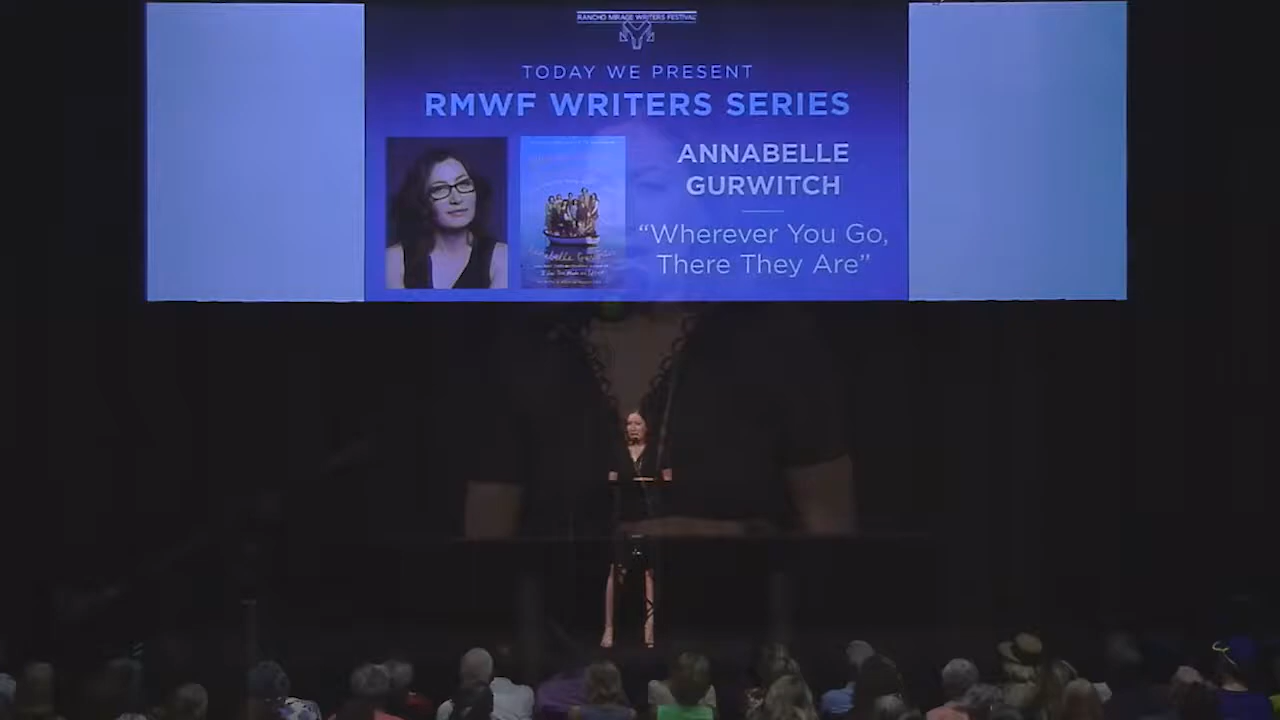 RANCHO MIRAGE WRITERS FESTIVAL
TODAY WE PRESENT
RMWF WRITERS SERIES
ANNABELLE
GURWITCH
“Wherever You Go,
There They Are”